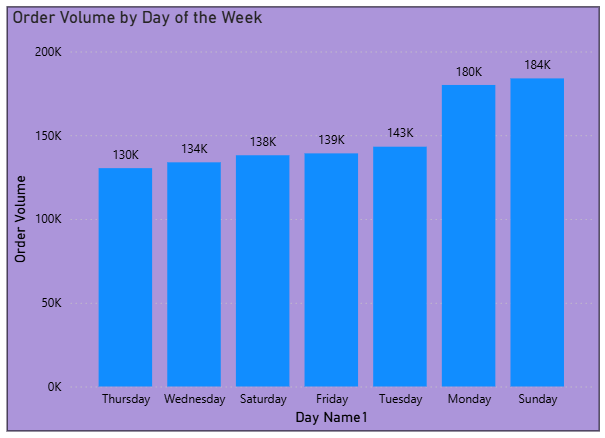 Order Volume by Day of the Week
200K
150K
100K
50K
0K
Order Volume
130K
134K
138K
139K
143K
180K
184K
Thursday Wednesday Saturday Friday Tuesday Monday Sunday
Day Name1